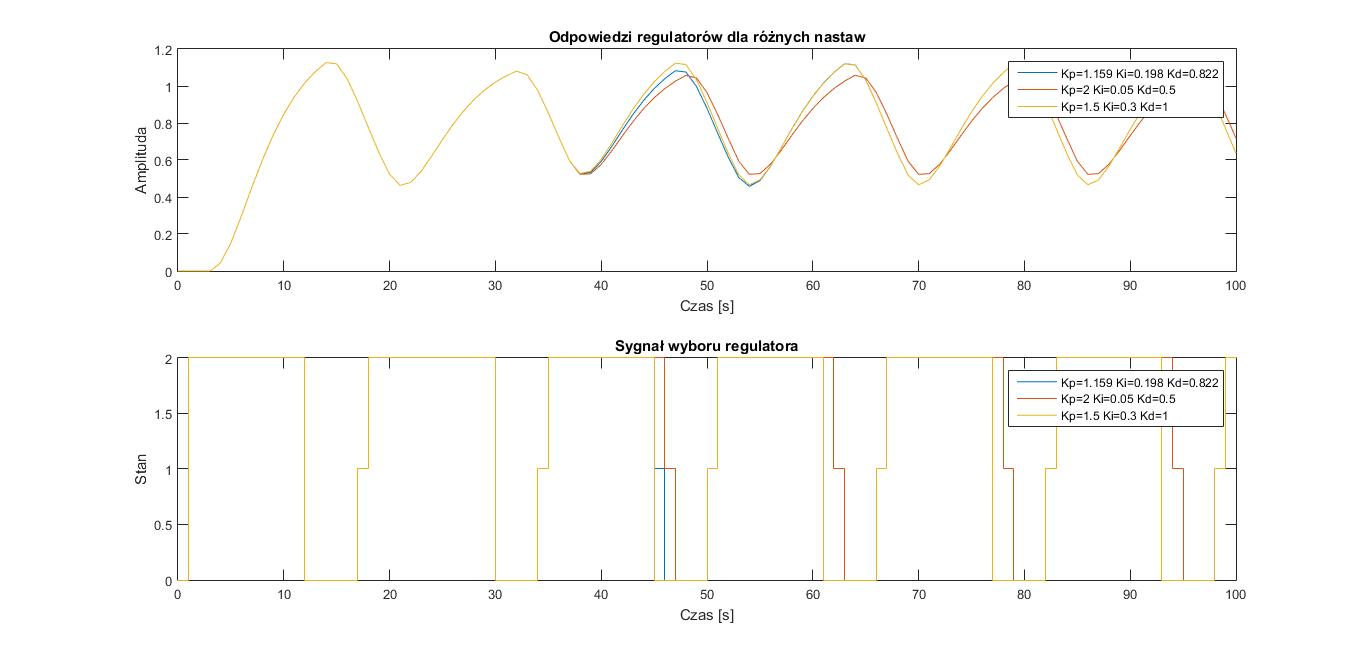 Odpowiedzi regulatorów dla różnych nastaw
1.2
1
0.8
0.6
0.4
0.2
0
Amplituda
Kp=1.159 Ki=0.198 Kd=0.822
Kp=2 Ki=0.05 Kd=0.5
Kp=1.5 Ki=0.3 Kd=1
0 10 20 30 40 50 60 70 80 90 100
Czas [s]
Sygnał wyboru regulatora
2
1.5
1
0.5
0
Stan
Kp=1.159 Ki=0.198 Kd=0.822
Kp=2 Ki=0.05 Kd=0.5
Kp=1.5 Ki=0.3 Kd=1
0 10 20 30 40 50 60 70 80 90 100
Czas [s]